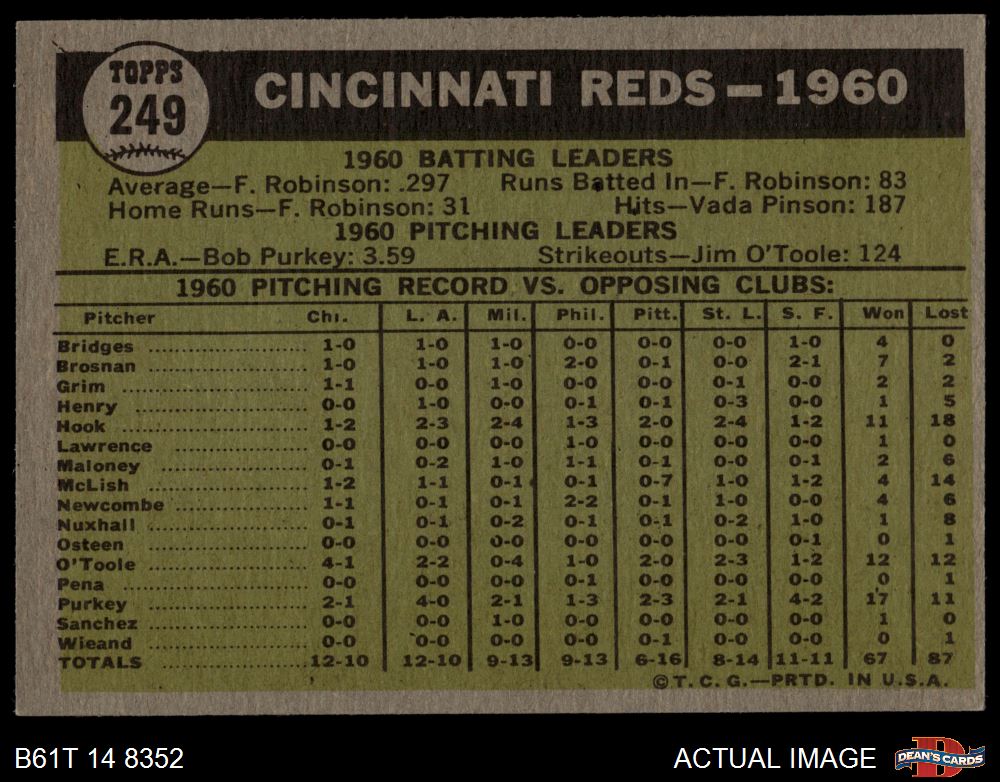 TOPPS
249
CINCINNATI REDS – 1960
1960 BATTING LEADERS
Average—F. Robinson: .297 Runs Batted In—F. Robinson: 83
Home Runs—F. Robinson: 31 Hits—Vada Pinson: 187
1960 PITCHING LEADERS
E.R.A.—Bob Purkey: 3.59 Strikeouts—Jim O'Toole: 124
1960 PITCHING RECORD VS. OPPOSING CLUBS:
Pitcher Chi. L. A. Mil. Phil. Pitt. St. L. S. F. Won Lost
Bridges 1-0 1-0 1-0 0-0 0-0 0-0 1-0 4 0
Brosnan 1-0 1-0 1-0 2-0 0-1 0-0 2-1 7 2
Grim 1-1 0-0 1-0 0-0 0-0 0-1 0-0 2 2
Henry 0-0 1-0 0-0 0-1 0-1 0-3 0-0 1 5
Hook 1-2 2-3 2-4 1-3 2-0 2-4 1-2 11 18
Lawrence 0-0 0-0 0-0 1-0 0-0 0-0 0-0 1 0
Maloney 0-1 0-2 1-0 1-1 0-1 0-0 0-1 2 6
McLish 1-2 1-1 0-1 0-1 0-7 1-0 1-2 4 14
Newcombe 1-1 0-1 0-1 2-2 0-1 1-0 0-0 4 6
Nuxhall 0-1 0-1 0-2 0-1 0-1 0-2 1-0 1 8
Osteen 0-0 0-0 0-0 0-0 0-0 0-0 0-1 0 1
O'Toole 4-1 2-2 0-4 1-0 2-0 2-3 1-2 12 12
Pena 0-0 0-0 0-0 0-1 0-0 0-0 0-0 0 1
Purkey 2-1 4-0 2-1 1-3 2-3 2-1 4-2 17 11
Sanchez 0-0 0-0 1-0 0-0 0-0 0-0 0-0 1 0
Wieand 0-0 0-0 0-0 0-0 0-1 0-0 0-0 0 1
TOTALS 12-10 12-10 9-13 9-13 6-16 8-14 11-11 67 87
©T. C. G.—PRTD. IN U.S.A.
B61T 14 8352 ACTUAL IMAGE DEAN'S CARDS